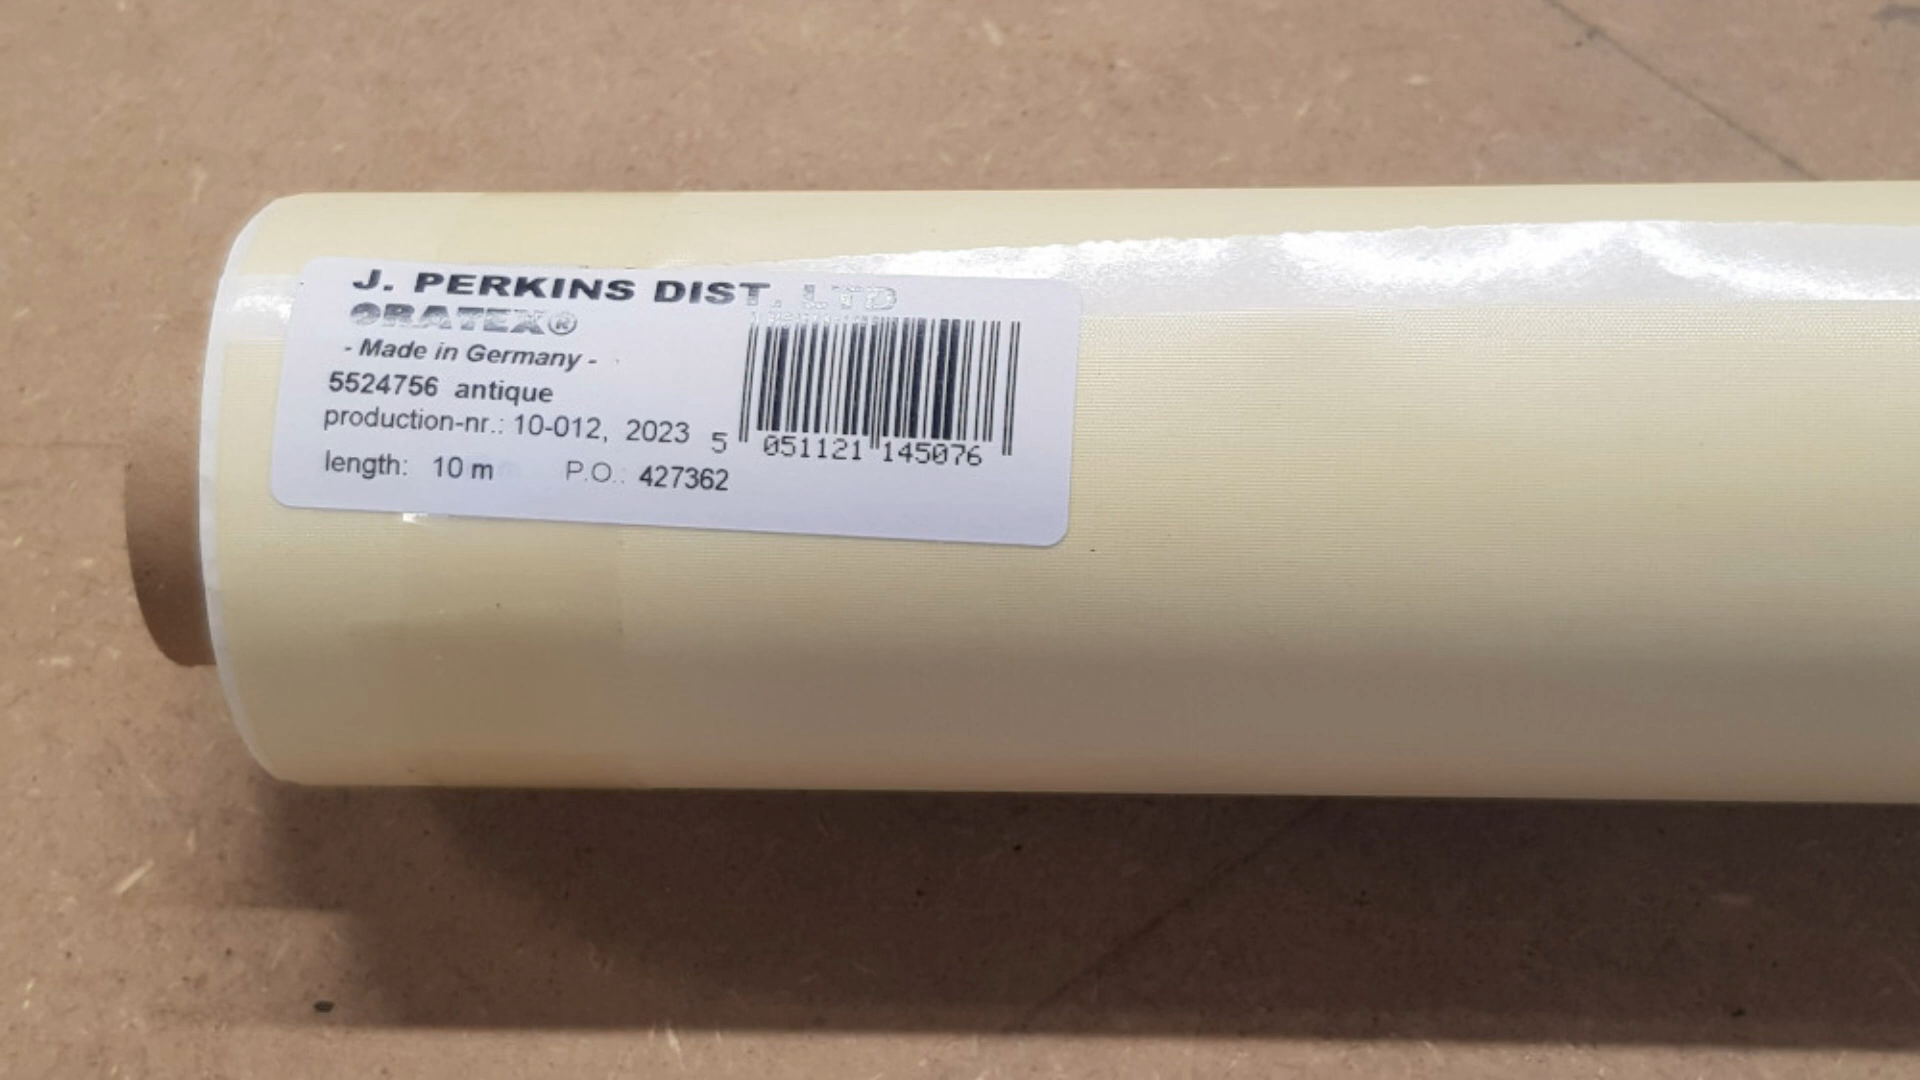 J. PERKINS DIST. LTD
ORATEX®
- Made in Germany -
5524756 antique
production-nr.: 10-012, 2023
length: 10 m P.O.: 427362
5 051121 145076